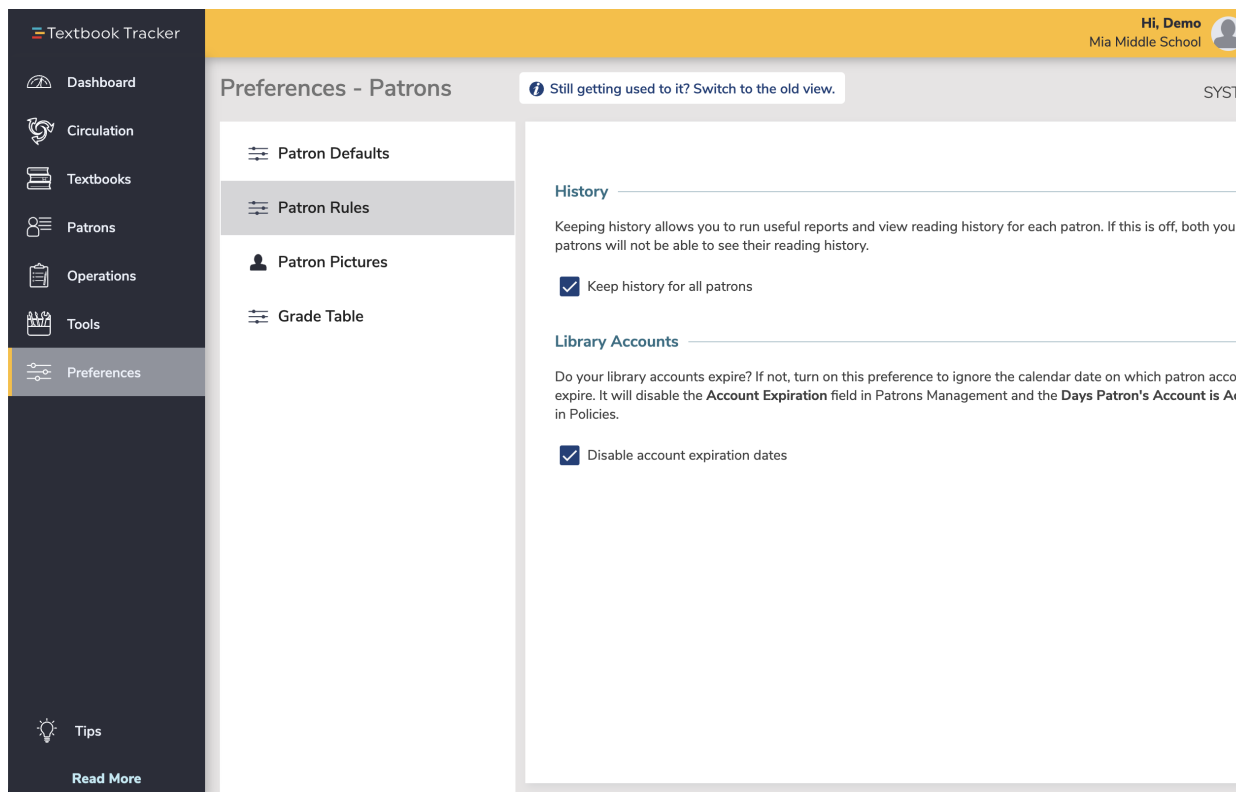 Textbook Tracker
Hi, Demo
Mia Middle School
Dashboard
Circulation
Textbooks
Patrons
Operations
Tools
Preferences
Tips
Read More
Preferences - Patrons
Still getting used to it? Switch to the old view.
Patron Defaults
Patron Rules
Patron Pictures
Grade Table
History
Keeping history allows you to run useful reports and view reading history for each patron. If this is off, both you
patrons will not be able to see their reading history.
Keep history for all patrons
Library Accounts
Do your library accounts expire? If not, turn on this preference to ignore the calendar date on which patron acco
expire. It will disable the Account Expiration field in Patrons Management and the Days Patron's Account is A
in Policies.
Disable account expiration dates